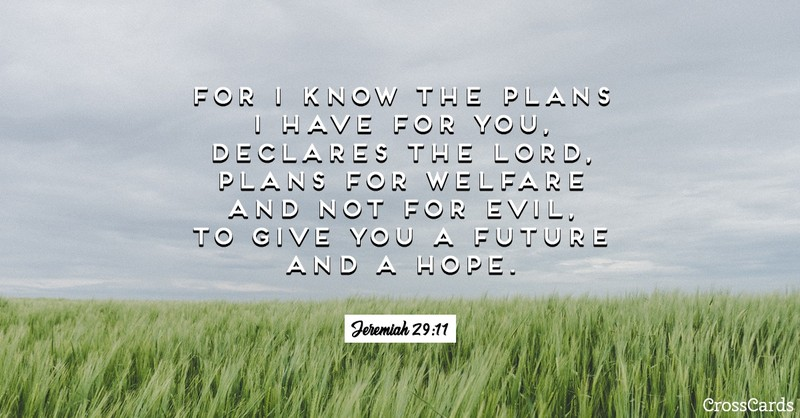 FOR I KNOW THE PLANS
I HAVE FOR YOU,
DECLARES THE LORD,
PLANS FOR WELFARE
AND NOT FOR EVIL,
TO GIVE YOU A FUTURE
AND A HOPE.
Jeremiah 29:11
CrossCards